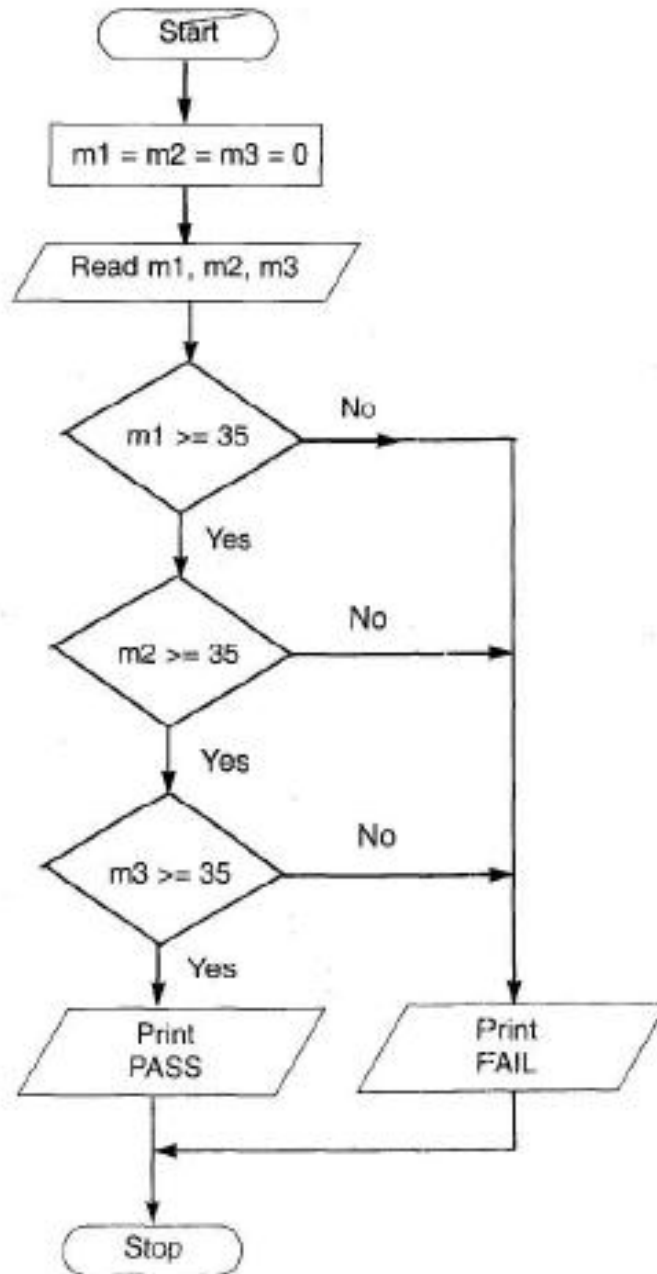 Start
m1 = m2 = m3 = 0
Read m1, m2, m3
m1 >= 35
No
Yes
m2 >= 35
No
Yes
m3 >= 35
No
Yes
Print
PASS
Print
FAIL
Stop